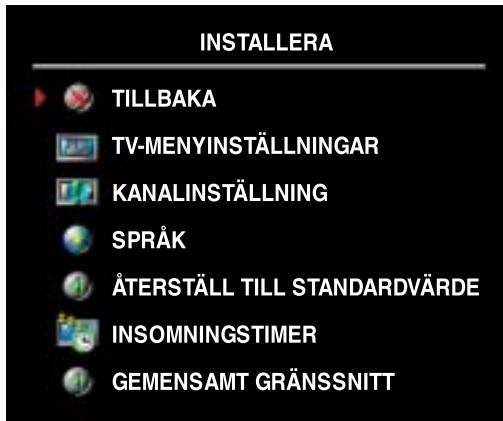 INSTALLERA
TILLBAKA
TV-MENYINSTÄLLNINGAR
KANALINSTÄLLNING
SPRÅK
ÅTERSTÄLL TILL STANDARDVÄRDE
INSOMNINGSTIMER
GEMENSAMT GRÄNSSNITT